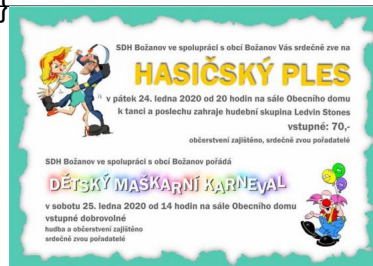 }
SDH Božanov ve spolupráci s obcí Božanov Vás srdečně zve na
HASIČSKÝ PLES
v pátek 24. ledna 2020 od 20 hodin na sále Obecního domu
k tanci a poslechu zahraje hudební skupina Ledvin Stones
vstupné: 70,-
občerstvení zajištěno, srdečně zvou pořadatelé
SDH Božanov ve spolupráci s obcí Božanov pořádá
DĚTSKÝ MAŠKARNÍ KARNEVAL
v sobotu 25. ledna 2020 od 14 hodin na sále Obecního domu
vstupné dobrovolné
hudba a občerstvení zajištěno
srdečně zvou pořadatelé